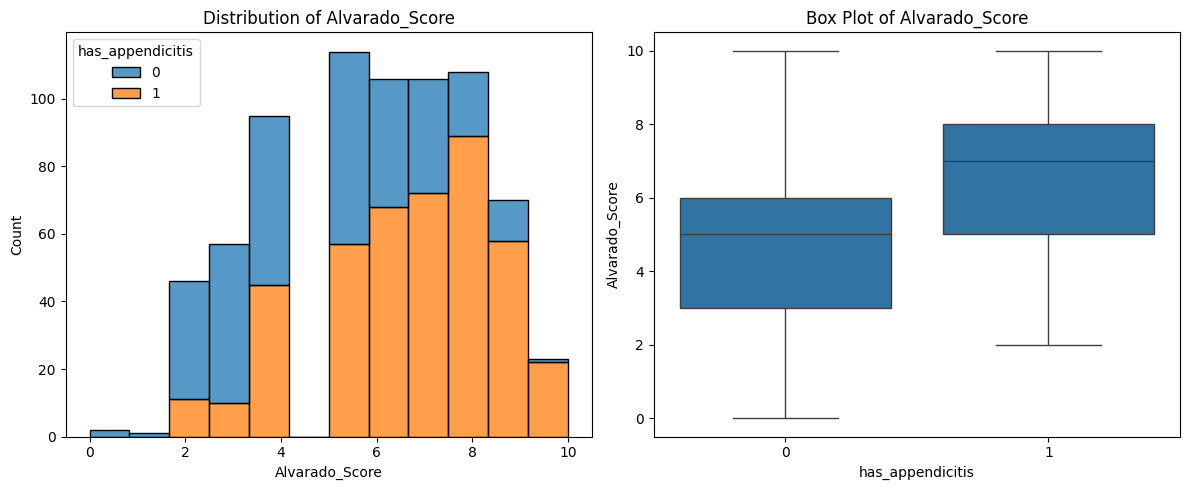 Distribution of Alvarado_Score
has_appendicitis
0
1
100
80
60
40
20
0
Count
0 2 4 6 8 10
Alvarado_Score
Box Plot of Alvarado_Score
10
8
6
4
2
0
Alvarado_Score
0 1
has_appendicitis